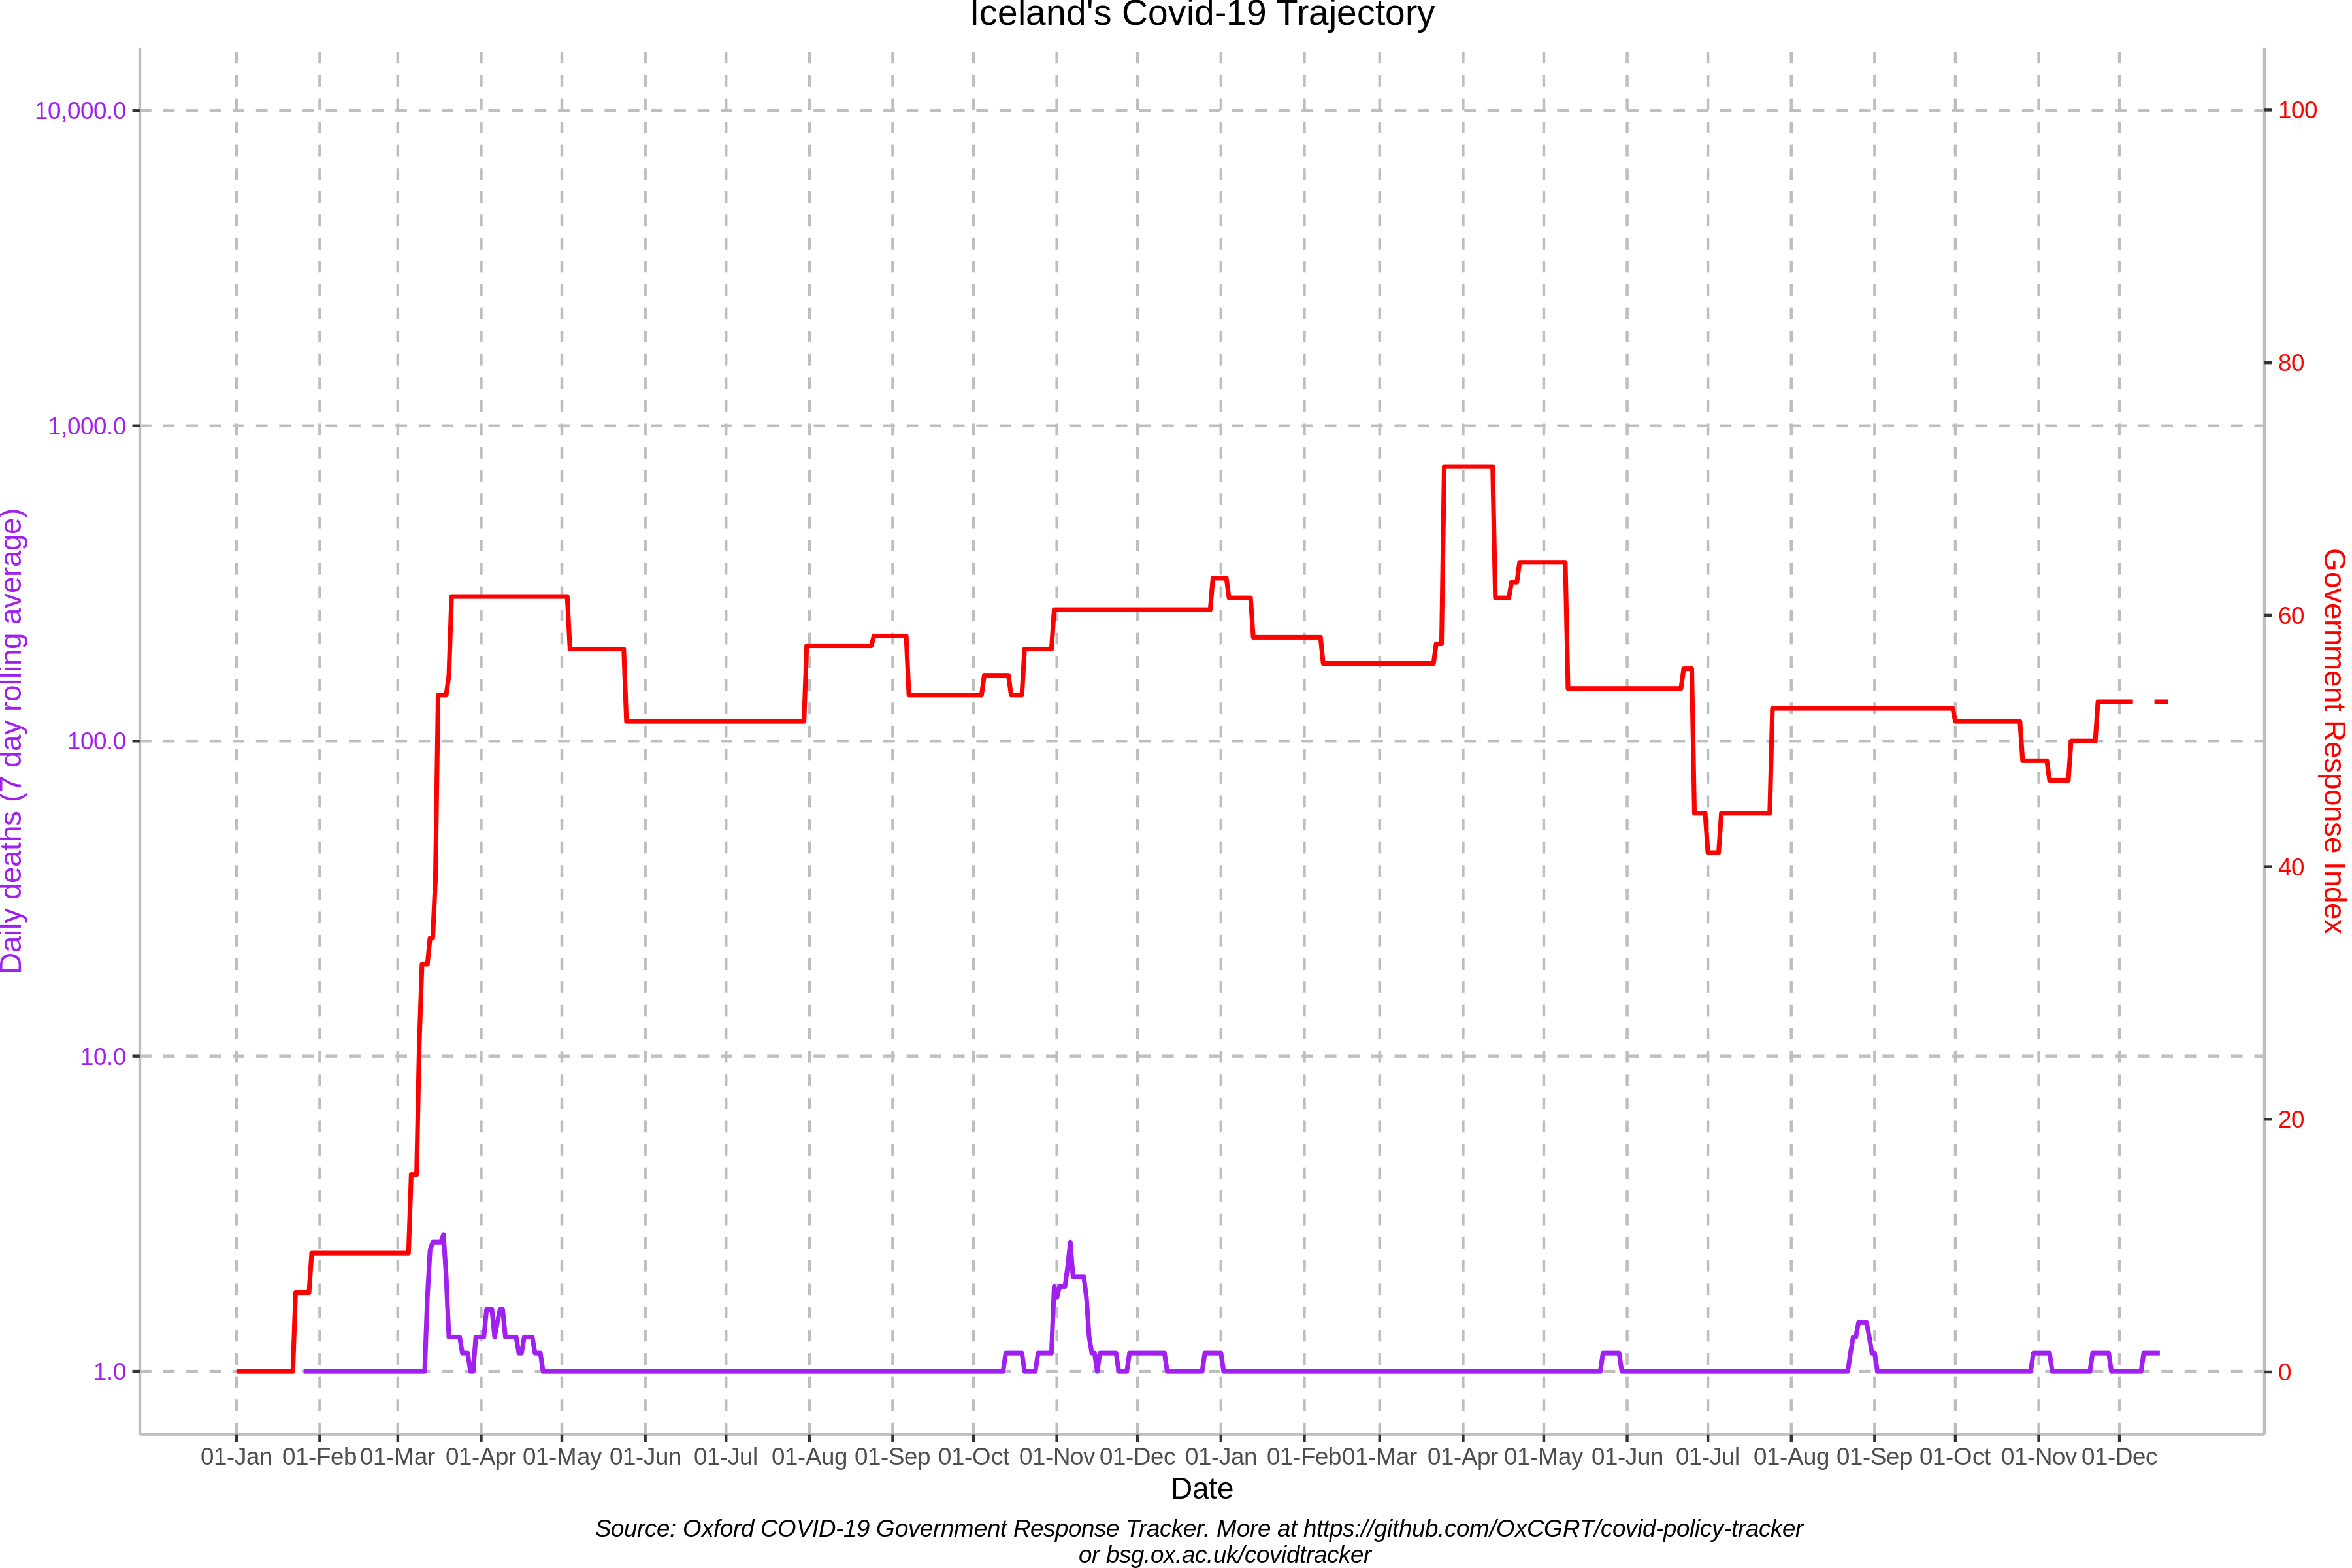 Iceland's Covid-19 Trajectory
10,000.0
1,000.0
100.0
10.0
1.0
Daily deaths (7 day rolling average)
100
80
60
40
20
0
Government Response Index
01-Jan 01-Feb 01-Mar 01-Apr 01-May 01-Jun 01-Jul 01-Aug 01-Sep 01-Oct 01-Nov 01-Dec 01-Jan 01-Feb 01-Mar 01-Apr 01-May 01-Jun 01-Jul 01-Aug 01-Sep 01-Oct 01-Nov 01-Dec
Date
Source: Oxford COVID-19 Government Response Tracker. More at https://github.com/OxCGRT/covid-policy-tracker
or bsg.ox.ac.uk/covidtracker